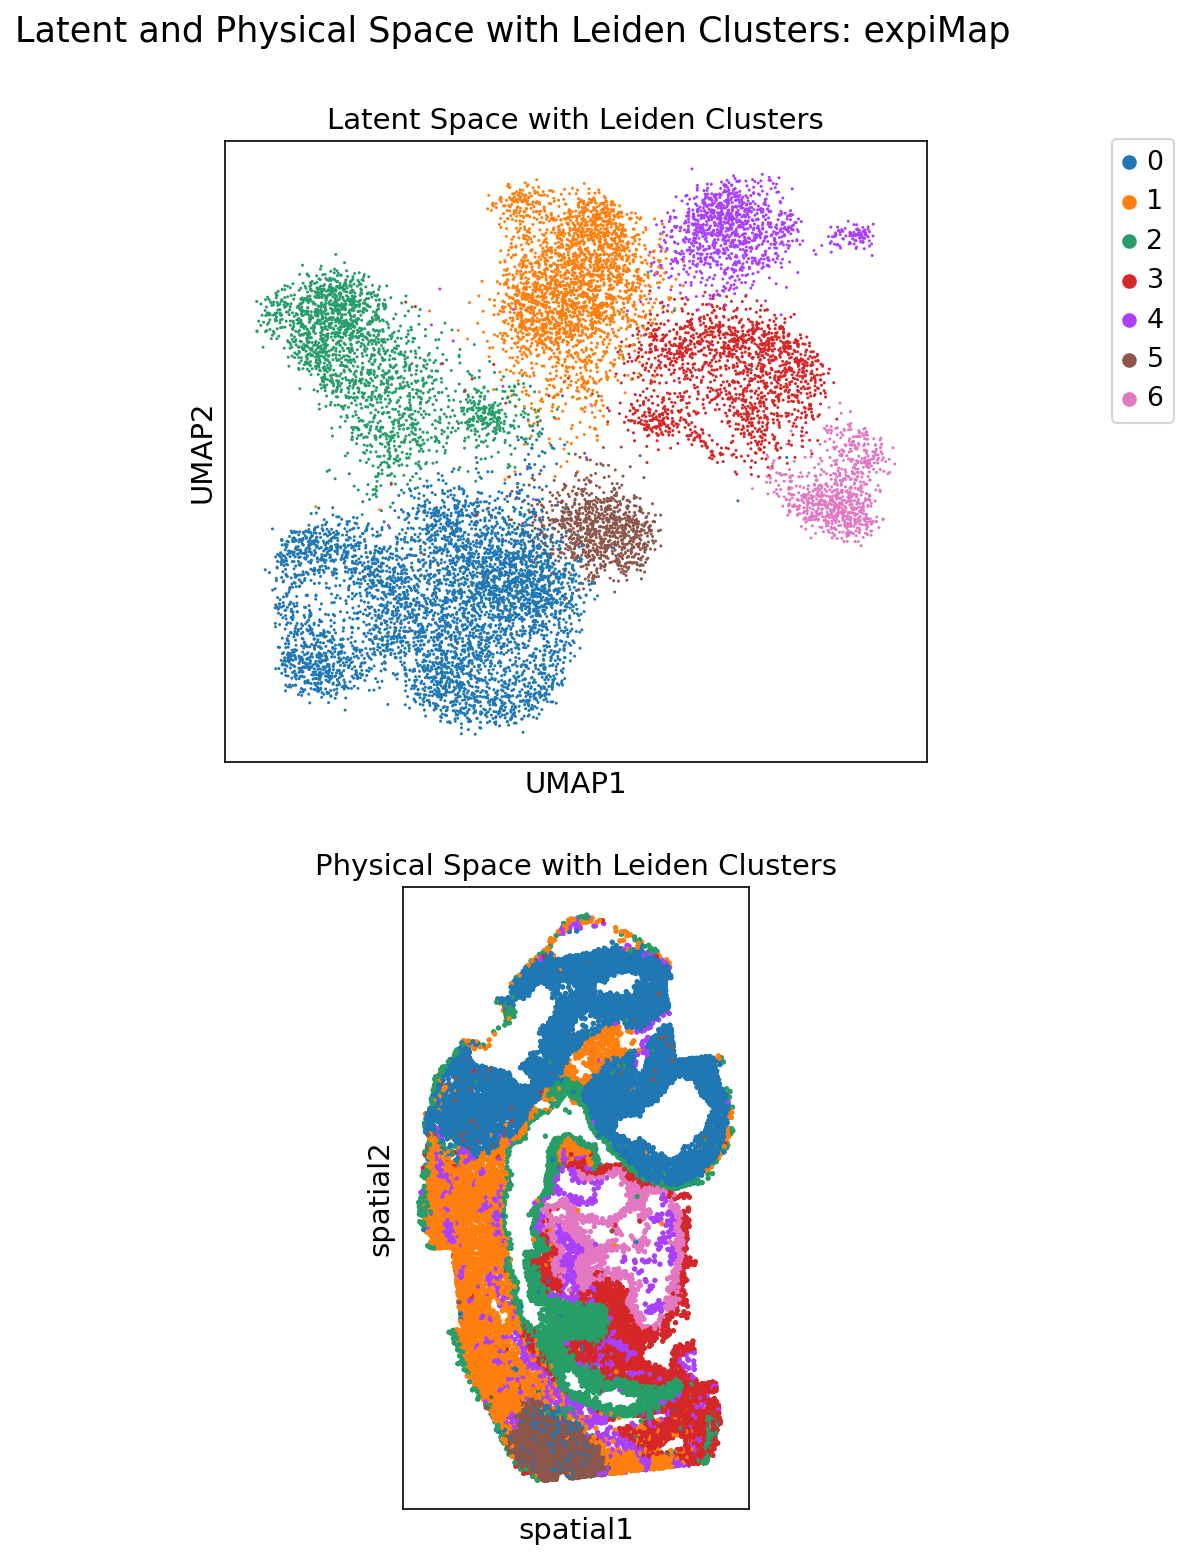 Latent and Physical Space with Leiden Clusters: expiMap
Latent Space with Leiden Clusters
0
1
2
3
4
5
6
UMAP2
UMAP1
Physical Space with Leiden Clusters
spatial2
spatial1